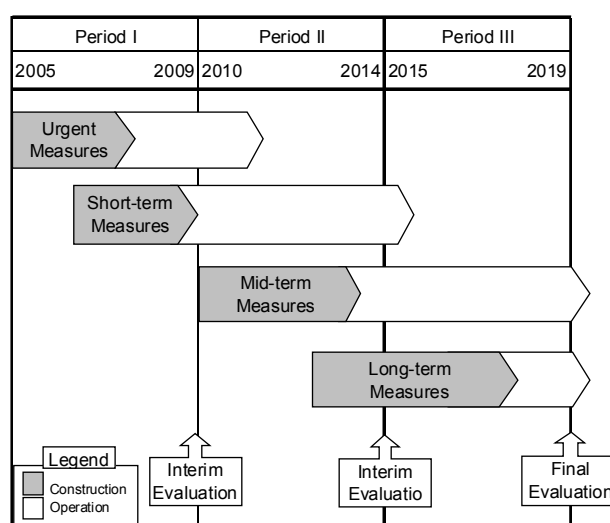 Period I Period II Period III
2005 2009 2010 2014 2015 2019
Urgent
Measures
Short-term
Measures
Mid-term
Measures
Long-term
Measures
Legend
Construction
Operation
Interim
Evaluation
Interim
Evaluatio
Final
Evaluation